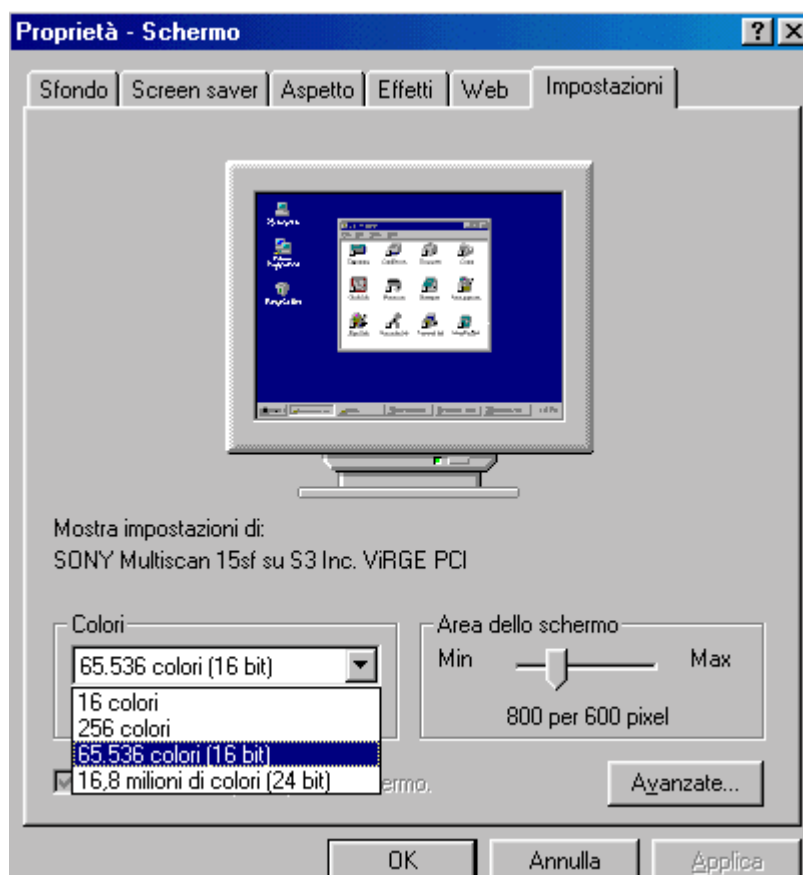 Proprietà - Schermo
Sfondo Screen saver Aspetto Effetti Web Impostazioni
Mostra impostazioni di:
SONY Multiscan 15sf su S3 Inc. ViRGE PCI
Colori
65.536 colori (16 bit)
16 colori
256 colori
65.536 colori (16 bit)
16,8 milioni di colori (24 bit)
Area dello schermo
Min Max
800 per 600 pixel
ermo.
Avanzate...
OK Annulla Applica